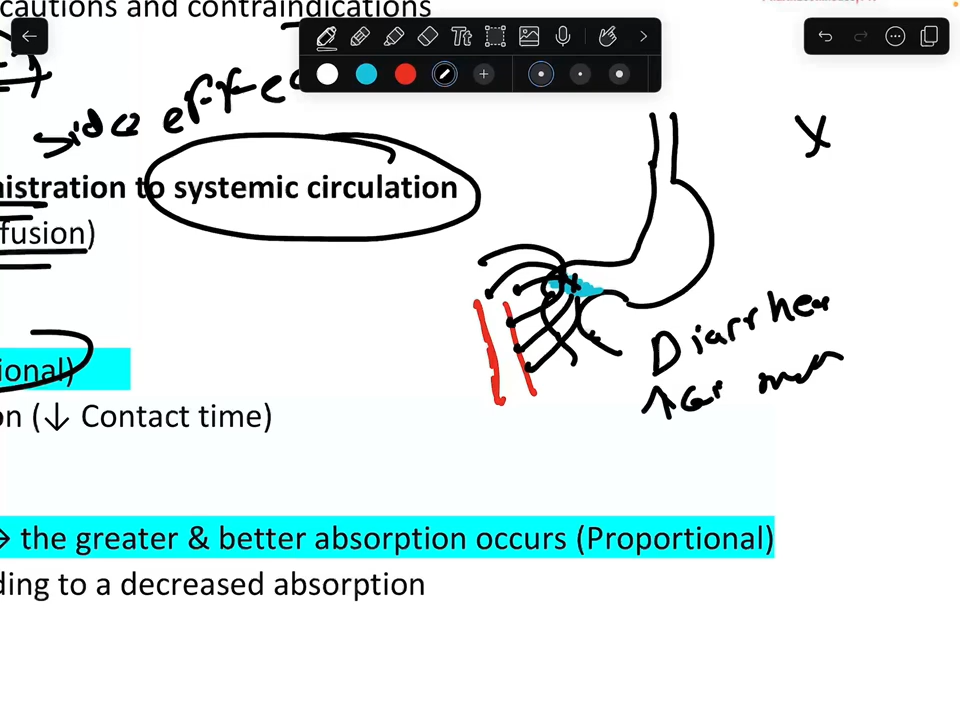 cautions and contraindications
Tt
side effec
nistration to systemic circulation
fusion)
ional)
on (↓ Contact time)
Diarrhea
↑
→ the greater & better absorption occurs (Proportional)
ding to a decreased absorption